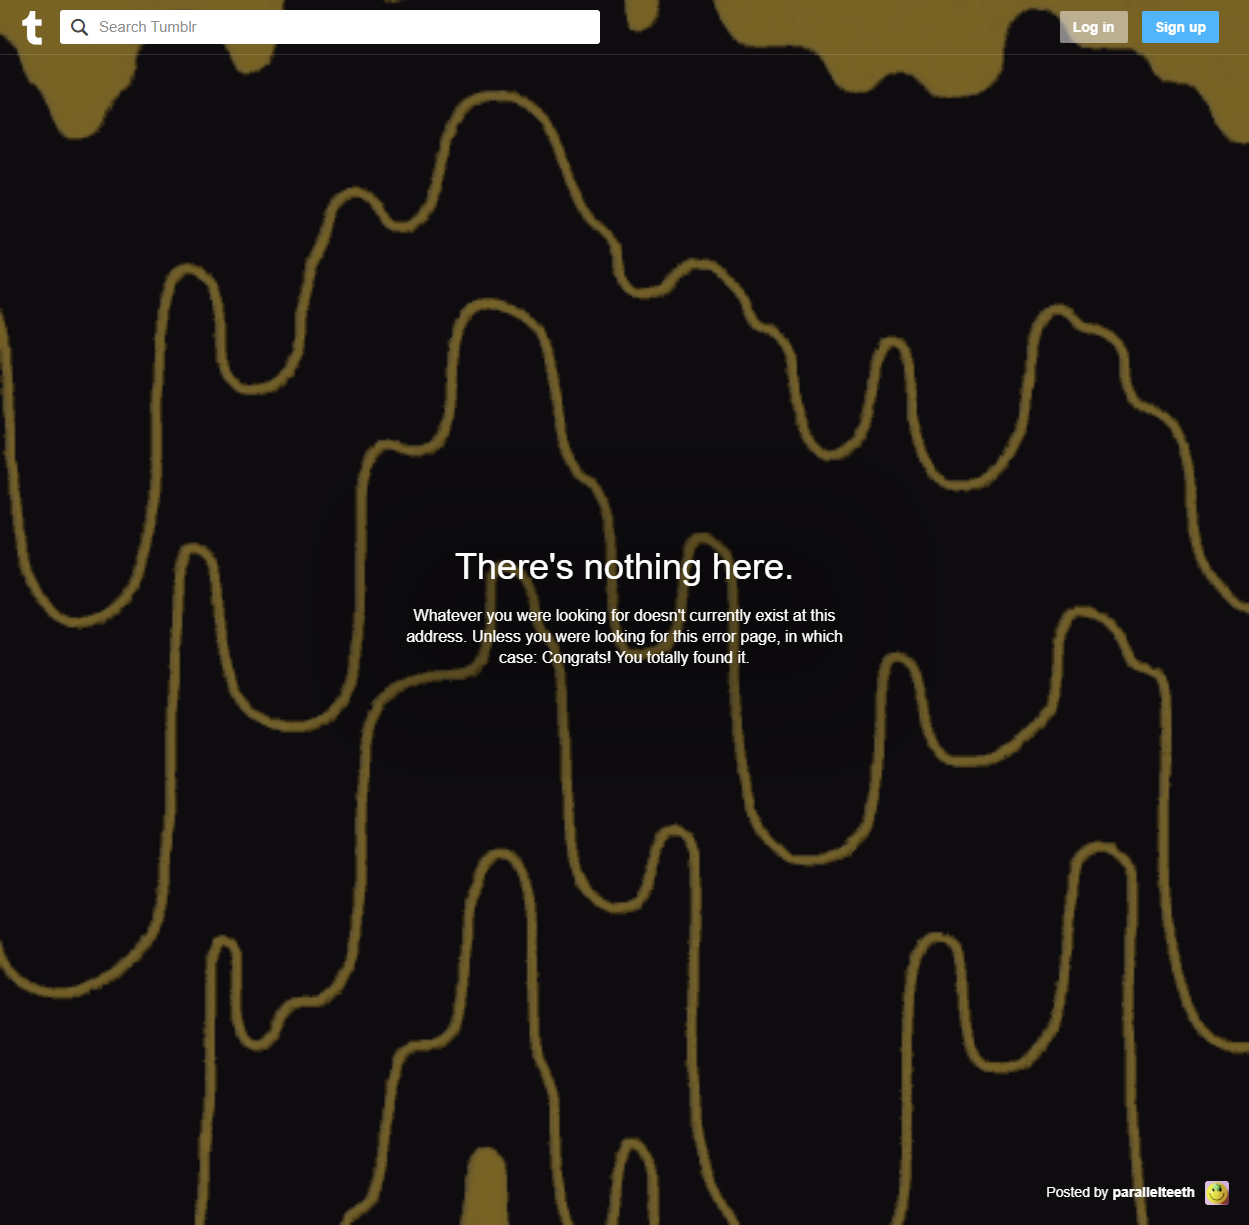 t
Search Tumblr
Log in
Sign up
There's nothing here.
Whatever you were looking for doesn't currently exist at this
address. Unless you were looking for this error page, in which
case: Congrats! You totally found it.
Posted by parallelteeth